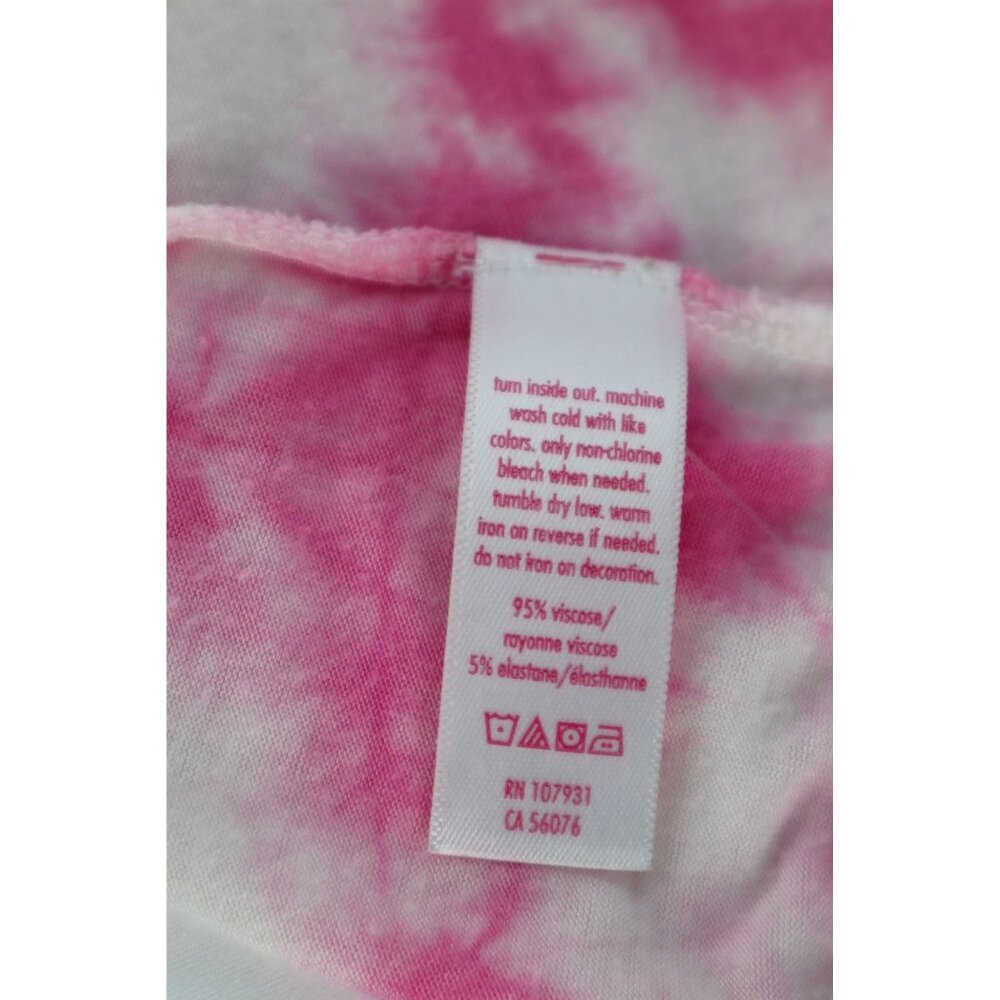 turn inside out. machine
wash cold with like
colors. only non-chlorine
bleach when needed.
tumble dry low. warm
iron on reverse if needed.
do not iron on decoration.
95% viscose/
rayonne viscose
5% elastane/élasthanne
RN 107931
CA 56076